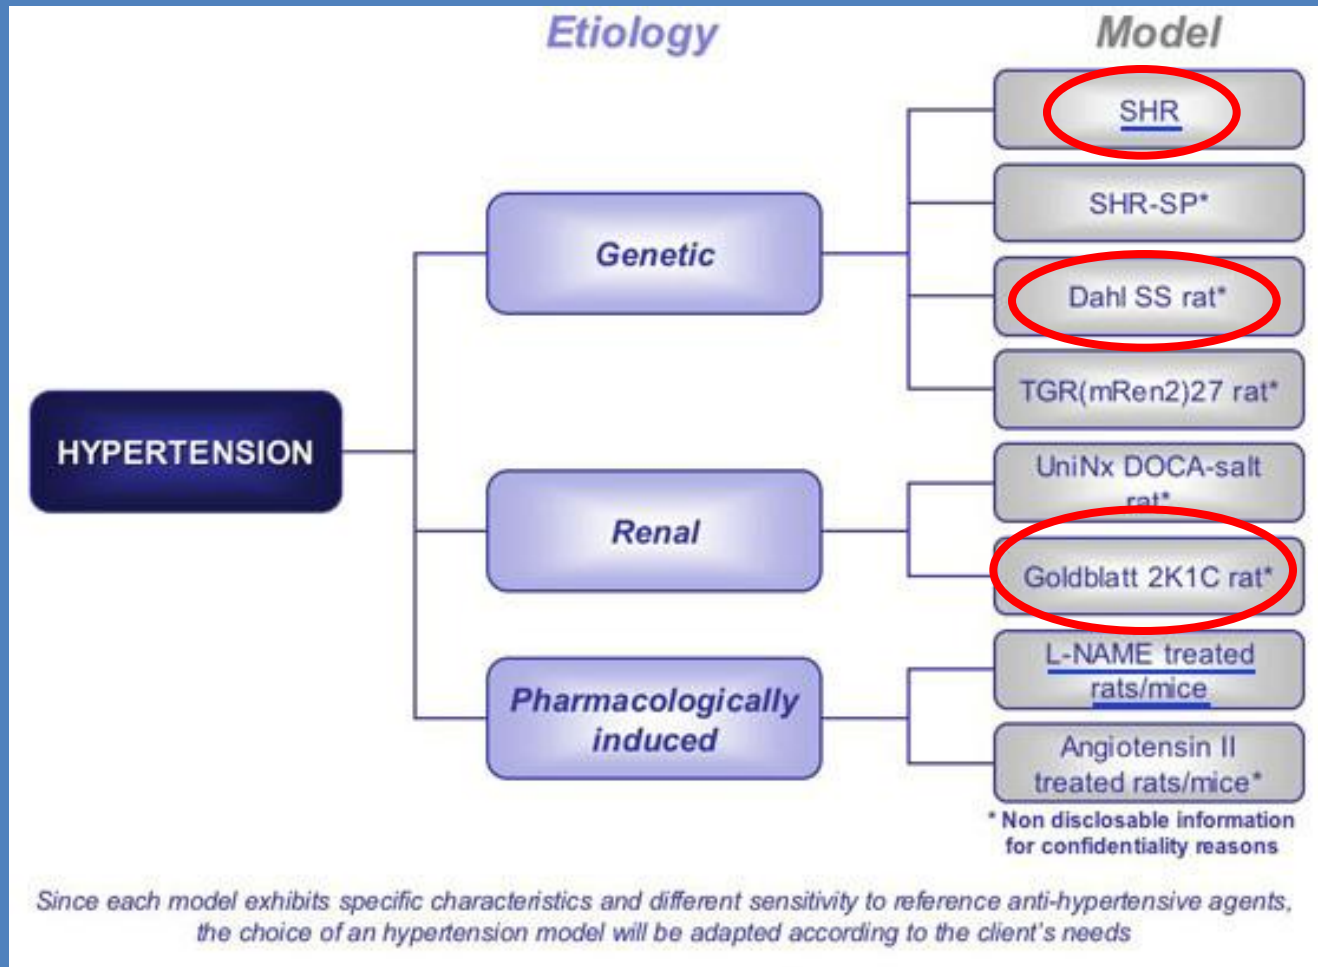 Etiology
Model
HYPERTENSION
Genetic
SHR
SHR-SP*
Dahl SS rat*
TGR(mRen2)27 rat*
Renal
UniNx DOCA-salt
rat*
Goldblatt 2K1C rat*
Pharmacologically
induced
L-NAME treated
rats/mice
Angiotensin II
treated rats/mice*
* Non disclosable information
for confidentiality reasons
Since each model exhibits specific characteristics and different sensitivity to reference anti-hypertensive agents,
the choice of an hypertension model will be adapted according to the client's needs